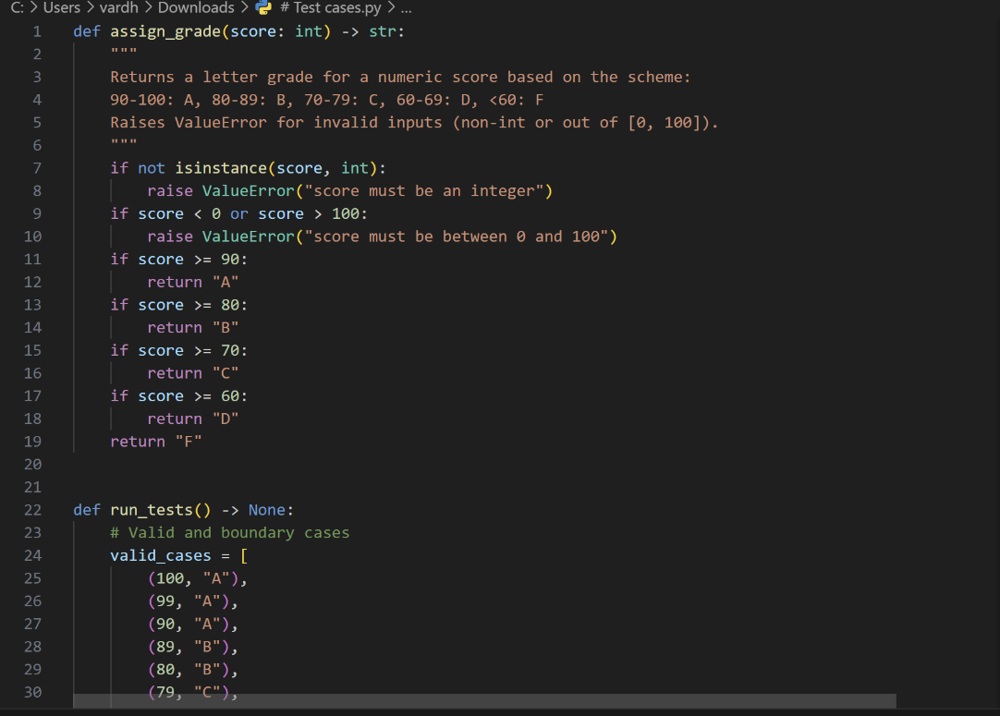 C: > Users > vardh > Downloads > # Test cases.py > ...
1 def assign_grade(score: int) -> str:
2     """
3     Returns a letter grade for a numeric score based on the scheme:
4     90-100: A, 80-89: B, 70-79: C, 60-69: D, <60: F
5     Raises ValueError for invalid inputs (non-int or out of [0, 100]).
6     """
7     if not isinstance(score, int):
8         raise ValueError("score must be an integer")
9     if score < 0 or score > 100:
10         raise ValueError("score must be between 0 and 100")
11     if score >= 90:
12         return "A"
13     if score >= 80:
14         return "B"
15     if score >= 70:
16         return "C"
17     if score >= 60:
18         return "D"
19     return "F"
20
21
22 def run_tests() -> None:
23     # Valid and boundary cases
24     valid_cases = [
25         (100, "A"),
26         (99, "A"),
27         (90, "A"),
28         (89, "B"),
29         (80, "B"),
30         (79, "C"),